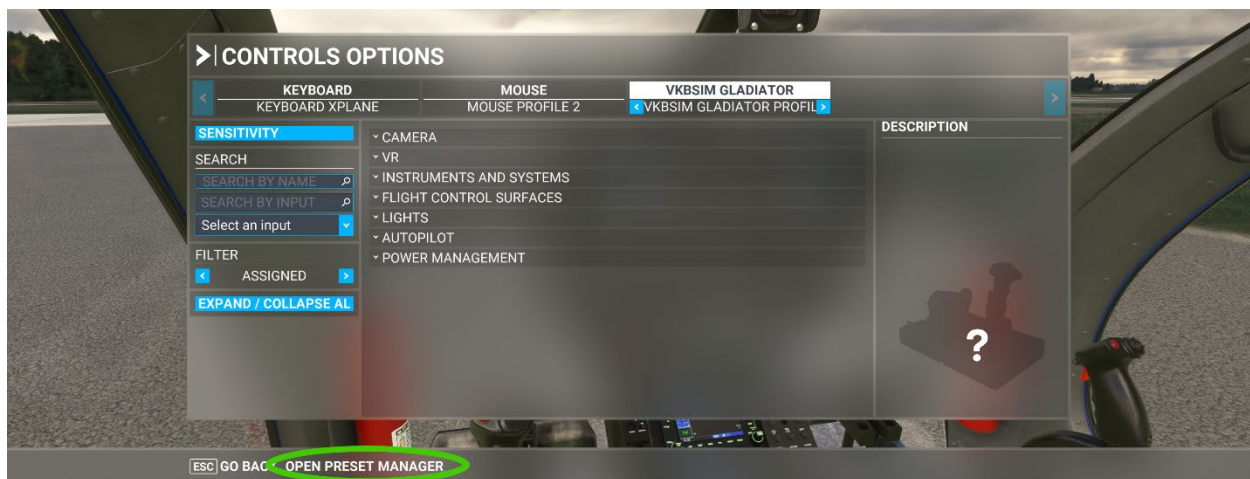 CONTROLS OPTIONS
KEYBOARD
KEYBOARD XPLANE
MOUSE
MOUSE PROFILE 2
VKBSIM GLADIATOR
VKBSIM GLADIATOR PROFIL
SENSITIVITY
SEARCH
SEARCH BY NAME
SEARCH BY INPUT
Select an input
FILTER
ASSIGNED
EXPAND / COLLAPSE AL
CAMERA
VR
INSTRUMENTS AND SYSTEMS
FLIGHT CONTROL SURFACES
LIGHTS
AUTOPILOT
POWER MANAGEMENT
DESCRIPTION
?
ESC GO BAC OPEN PRESET MANAGER